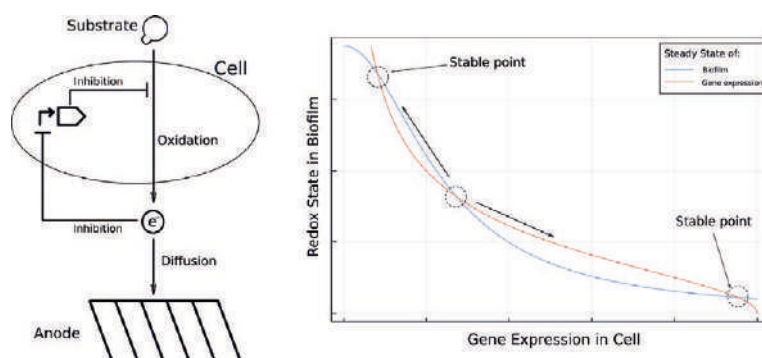 Substrate
Cell
Inhibition
Oxidation
e⁻
Inhibition
Diffusion
Anode
Redox State in Biofilm
Stable point
Steady State of:
Biofilm
Gene expression
Stable point
Gene Expression in Cell